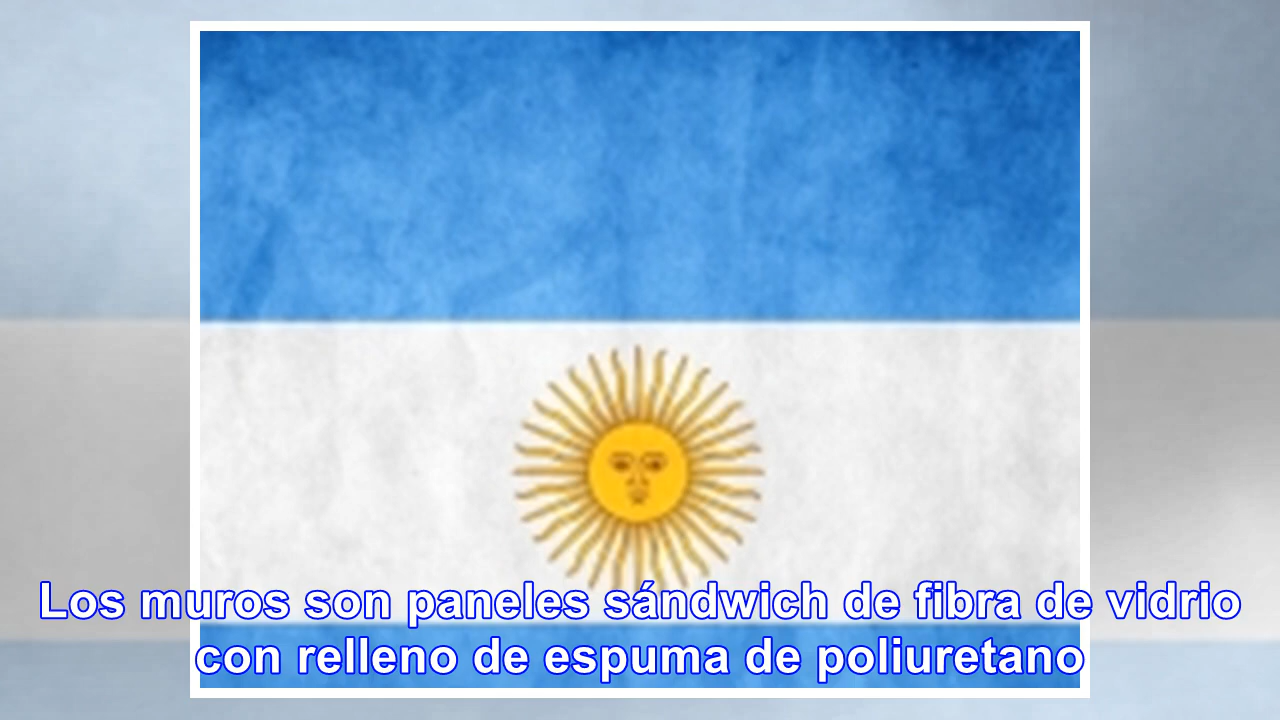 Los muros son paneles sándwich de fibra de vidrio
con relleno de espuma de poliuretano